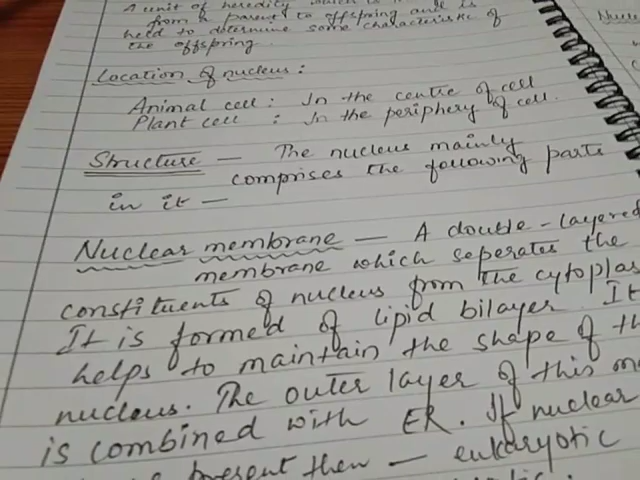 A unit of heredity which is
from a parent to offspring and is
held to determine some characteristic of
the offspring.
Location of nucleus:
Animal cell : In the centre of cell
Plant cell : In the periphery of cell.
Structure — The nucleus mainly
comprises the following parts
in it —
Nuclear membrane — A double-layered
membrane which seperates the
constituents of nucleus from the cytoplas
It is formed of lipid bilayer. It
helps to maintain the shape of th
nucleus. The outer layer of this m
is combined with ER. If nuclear
present then — eukaryotic